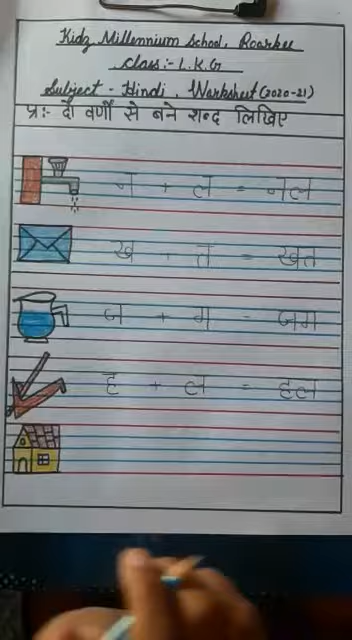 Kidz Millennium School, Roorkee
Class:- L.K.G
Subject - Hindi, Worksheet (2020-21)
प्र:- दो वर्णों से बने शब्द लिखिए
न + ल = नल
ख + त = खत
ज + ग = जग
ह + ल = हल